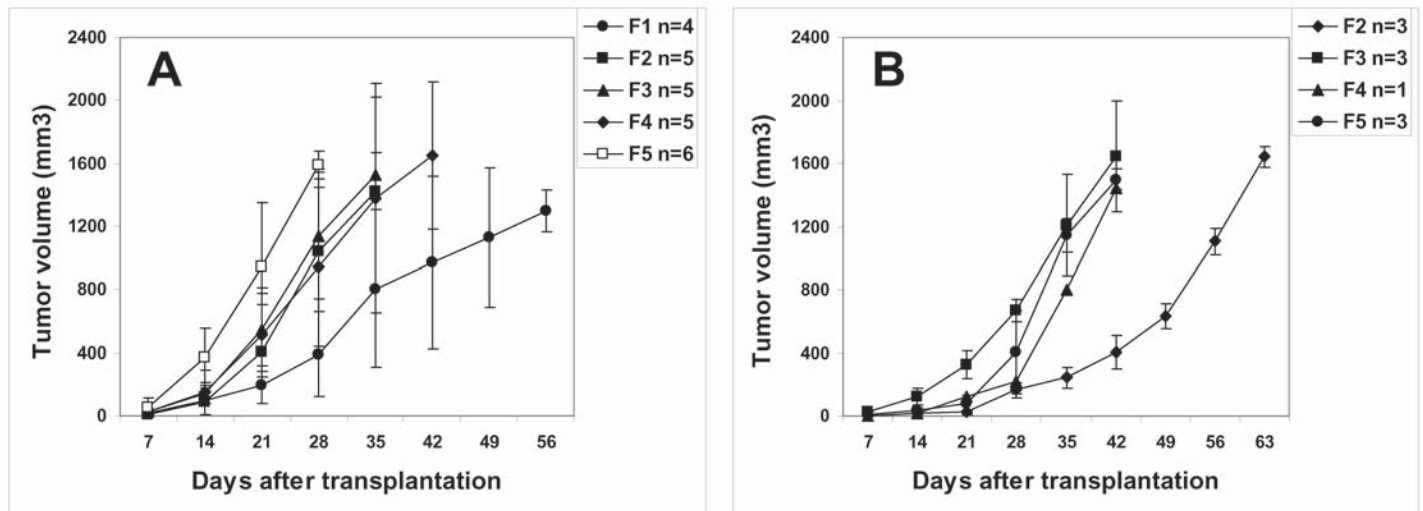 A
Tumor volume (mm3)
2400
2000
1600
1200
800
400
0
7 14 21 28 35 42 49 56
Days after transplantation
F1 n=4
F2 n=5
F3 n=5
F4 n=5
F5 n=6
B
Tumor volume (mm3)
2400
2000
1600
1200
800
400
0
7 14 21 28 35 42 49 56 63
Days after transplantation
F2 n=3
F3 n=3
F4 n=1
F5 n=3